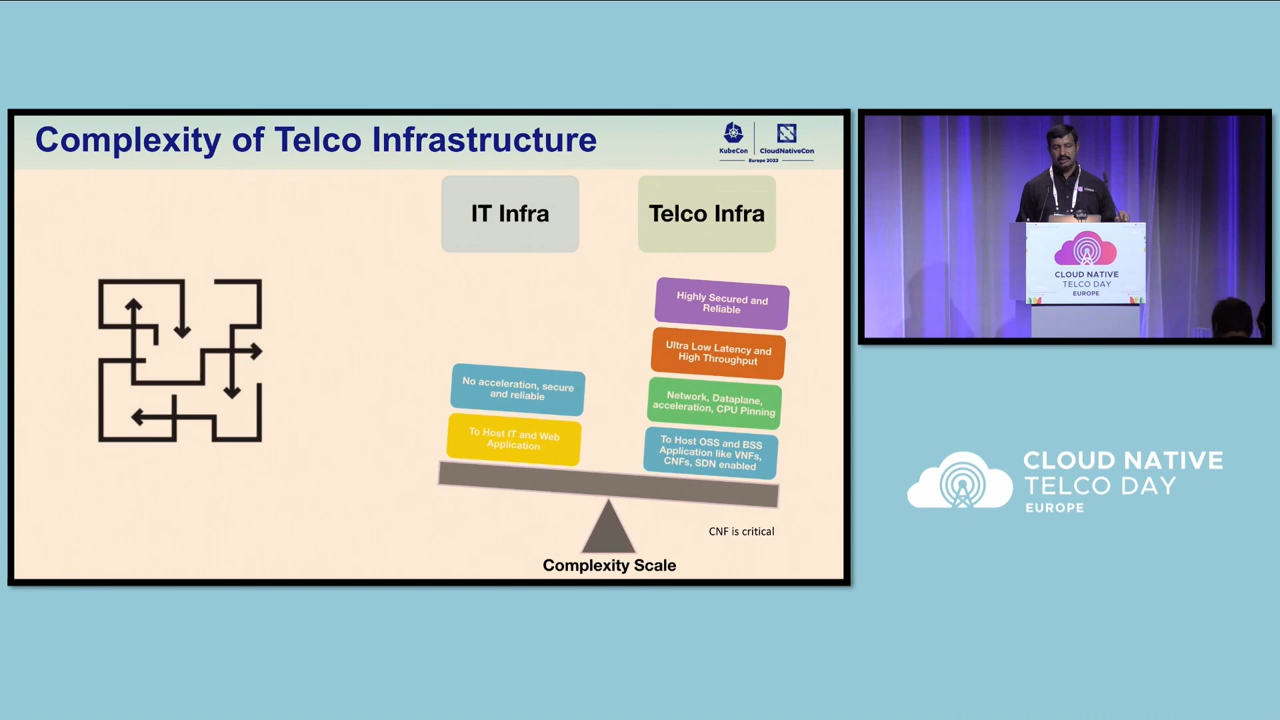 Complexity of Telco Infrastructure
KubeCon
CloudNativeCon
Europe 2023
IT Infra
Telco Infra
Highly Secured and
Reliable
Ultra Low Latency and
High Throughput
No acceleration, secure
and reliable
Network, Dataplane,
acceleration, CPU Pinning
To Host IT and Web
Application
To Host OSS and BSS
Application like VNFs,
CNFs, SDN enabled
CNF is critical
Complexity Scale
CLOUD NATIVE
TELCO DAY
EUROPE
CLOUD NATIVE
TELCO DAY
EUROPE